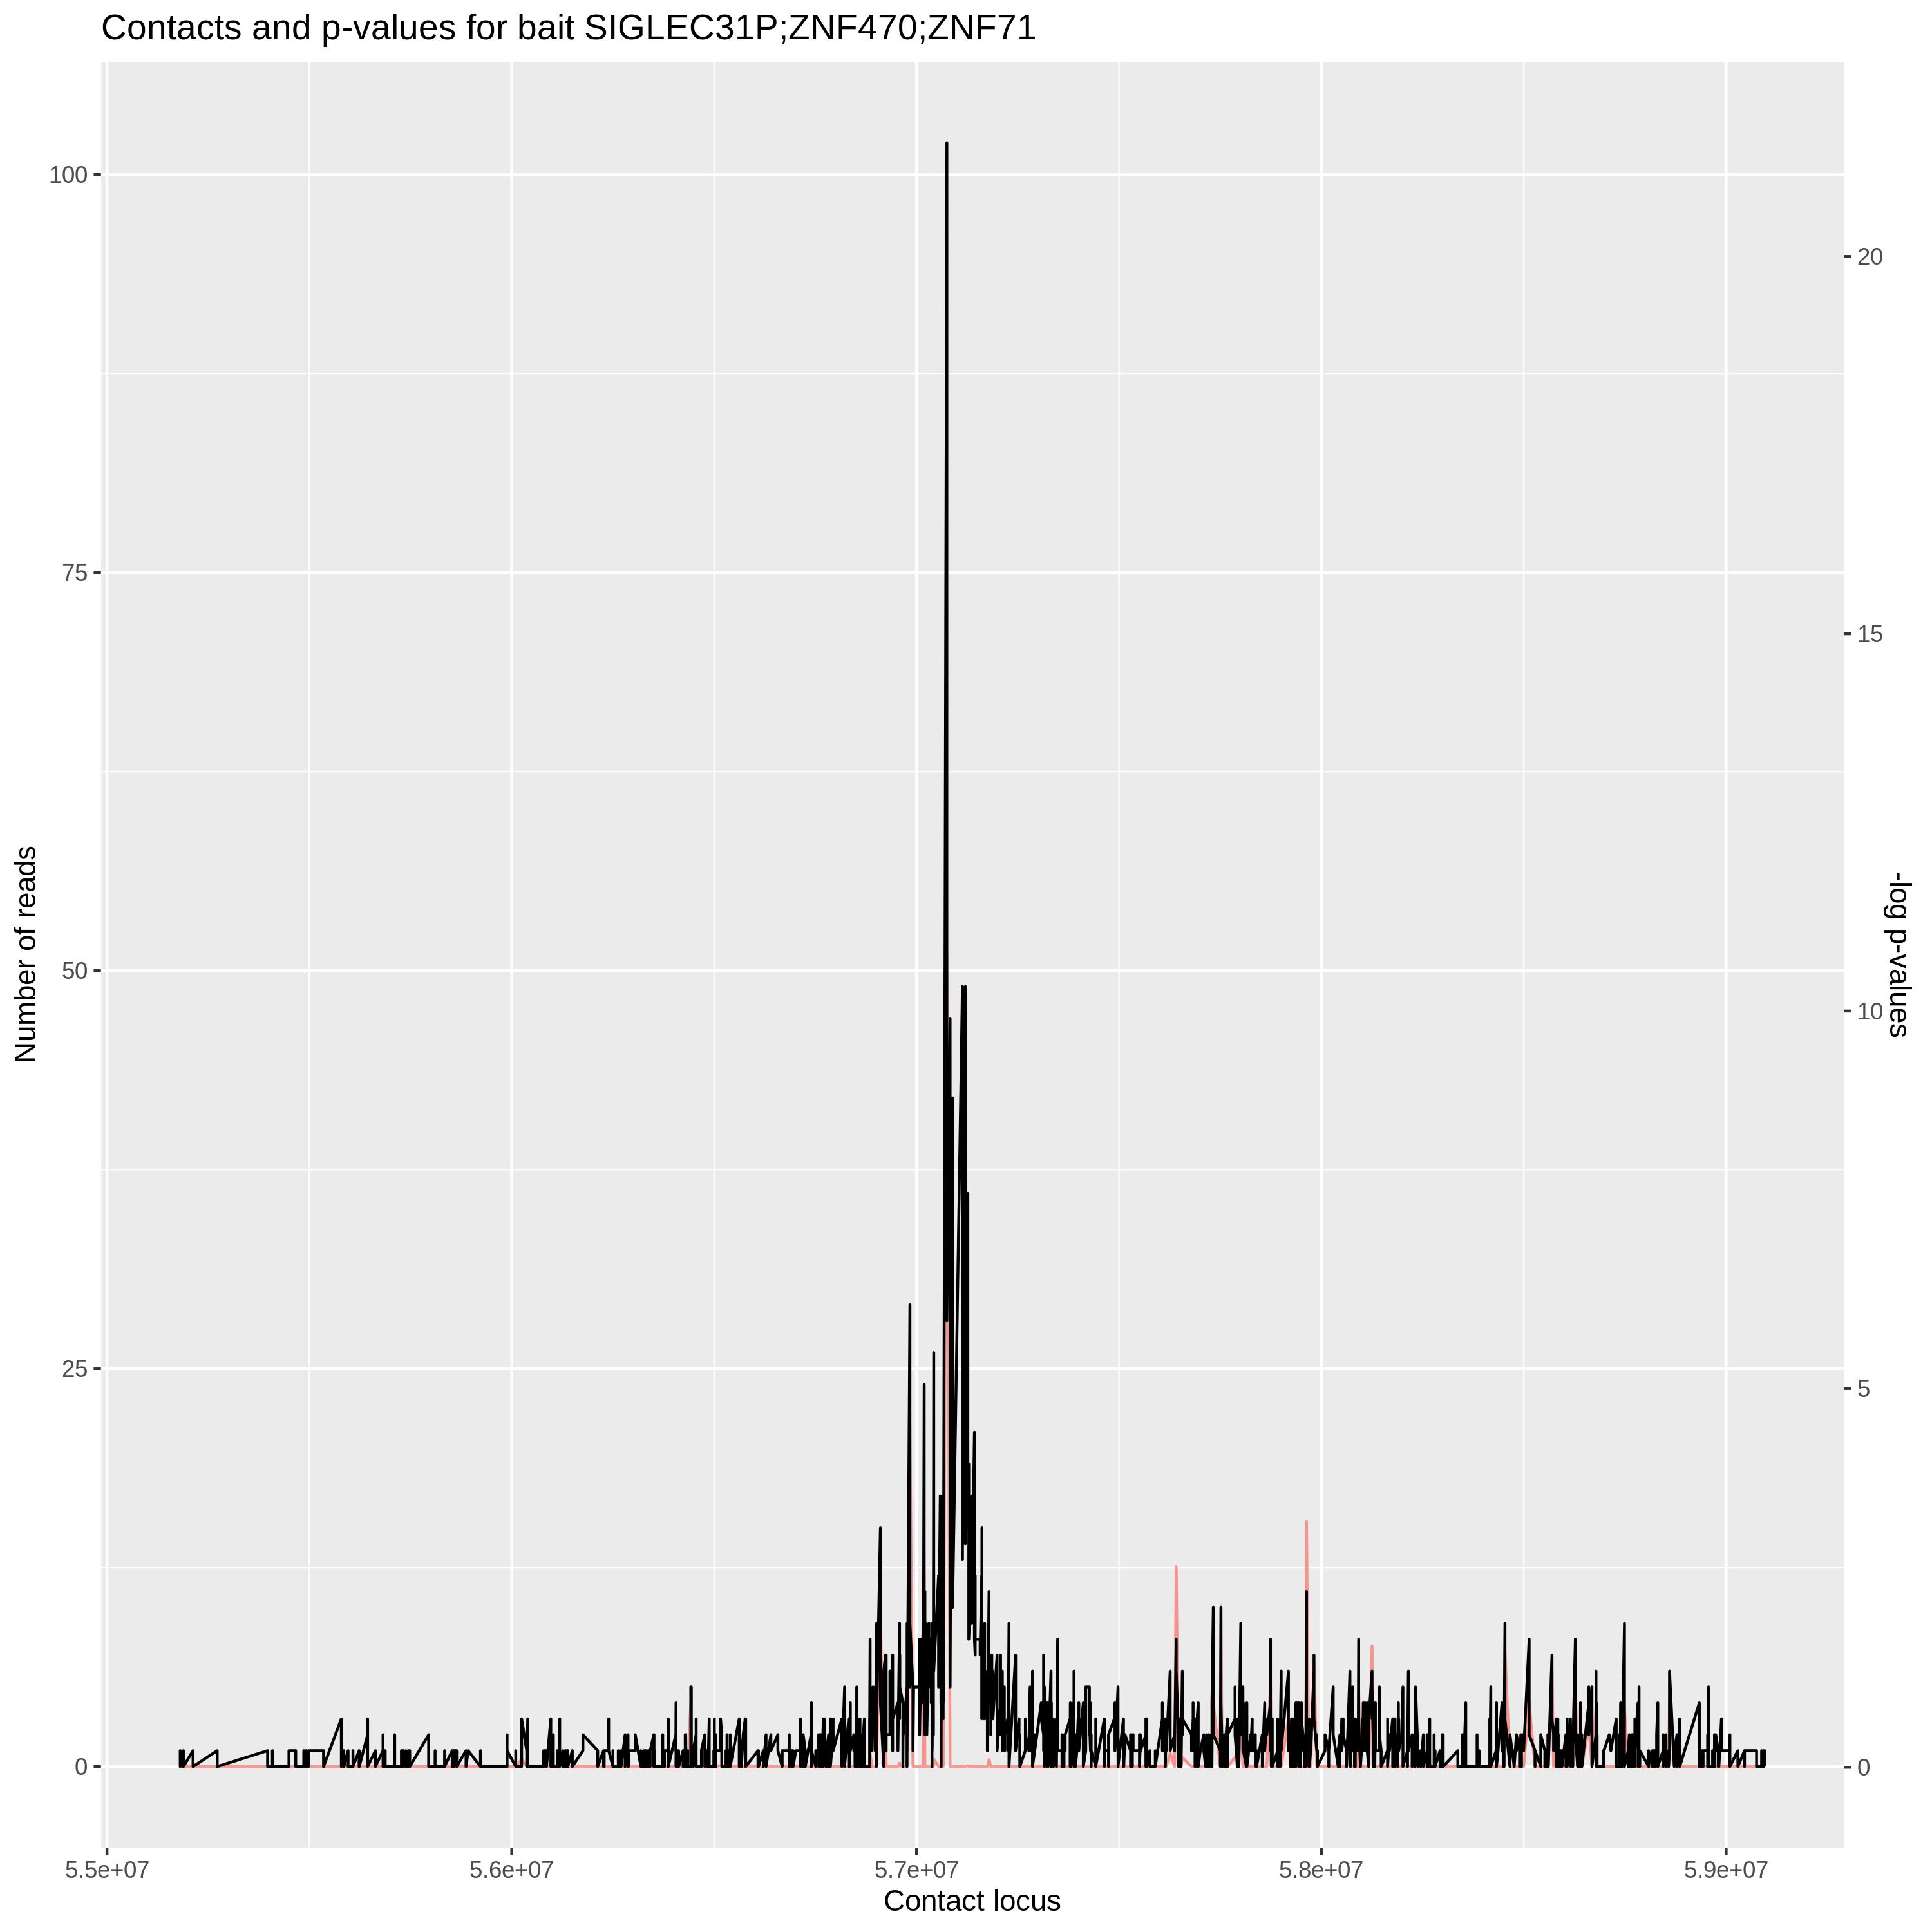 Contacts and p-values for bait SIGLEC31P;ZNF470;ZNF71
Number of reads
100
75
50
25
0
20
15
10
5
0
-log p-values
5.5e+07
5.6e+07
5.7e+07
5.8e+07
5.9e+07
Contact locus